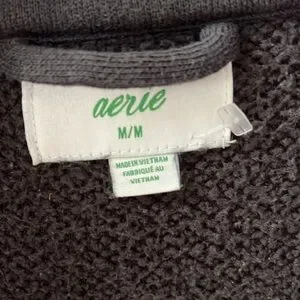 aerie
M/M
MADE IN VIETNAM
FABRIQUÉ AU
VIETNAM